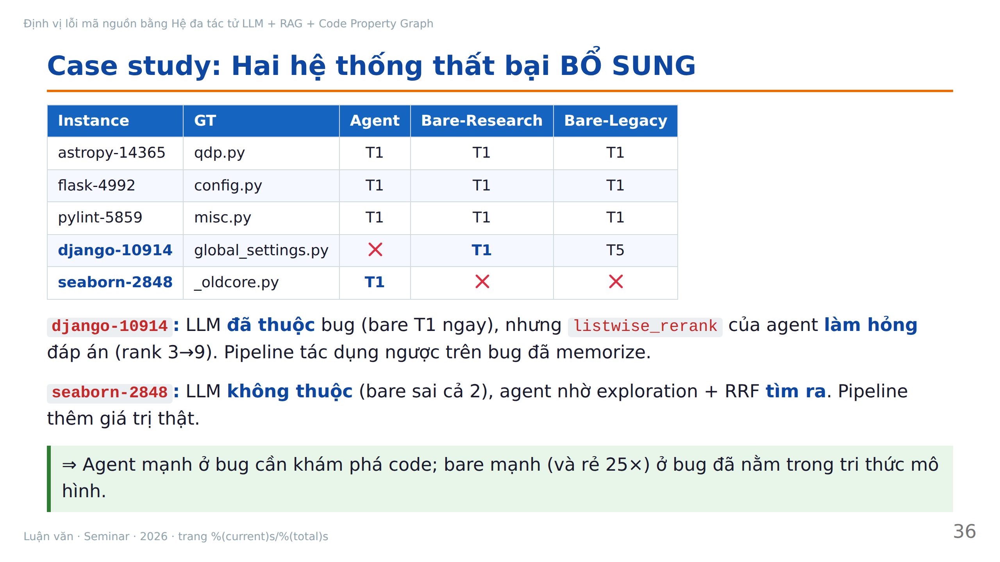 Định vị lỗi mã nguồn bằng Hệ đa tác tử LLM + RAG + Code Property Graph
Case study: Hai hệ thống thất bại BỔ SUNG
Instance GT Agent Bare-Research Bare-Legacy
astropy-14365 qdp.py T1 T1 T1
flask-4992 config.py T1 T1 T1
pylint-5859 misc.py T1 T1 T1
django-10914 global_settings.py ❌ T1 T5
seaborn-2848 _oldcore.py T1 ❌ ❌
django-10914: LLM đã thuộc bug (bare T1 ngay), nhưng listwise_rerank của agent làm hỏng
đáp án (rank 3→9). Pipeline tác dụng ngược trên bug đã memorize.
seaborn-2848: LLM không thuộc (bare sai cả 2), agent nhờ exploration + RRF tìm ra. Pipeline
thêm giá trị thật.
⇒ Agent mạnh ở bug cần khám phá code; bare mạnh (và rẻ 25×) ở bug đã nằm trong tri thức mô
hình.
Luận văn · Seminar · 2026 · trang %(current)s/%(total)s
36